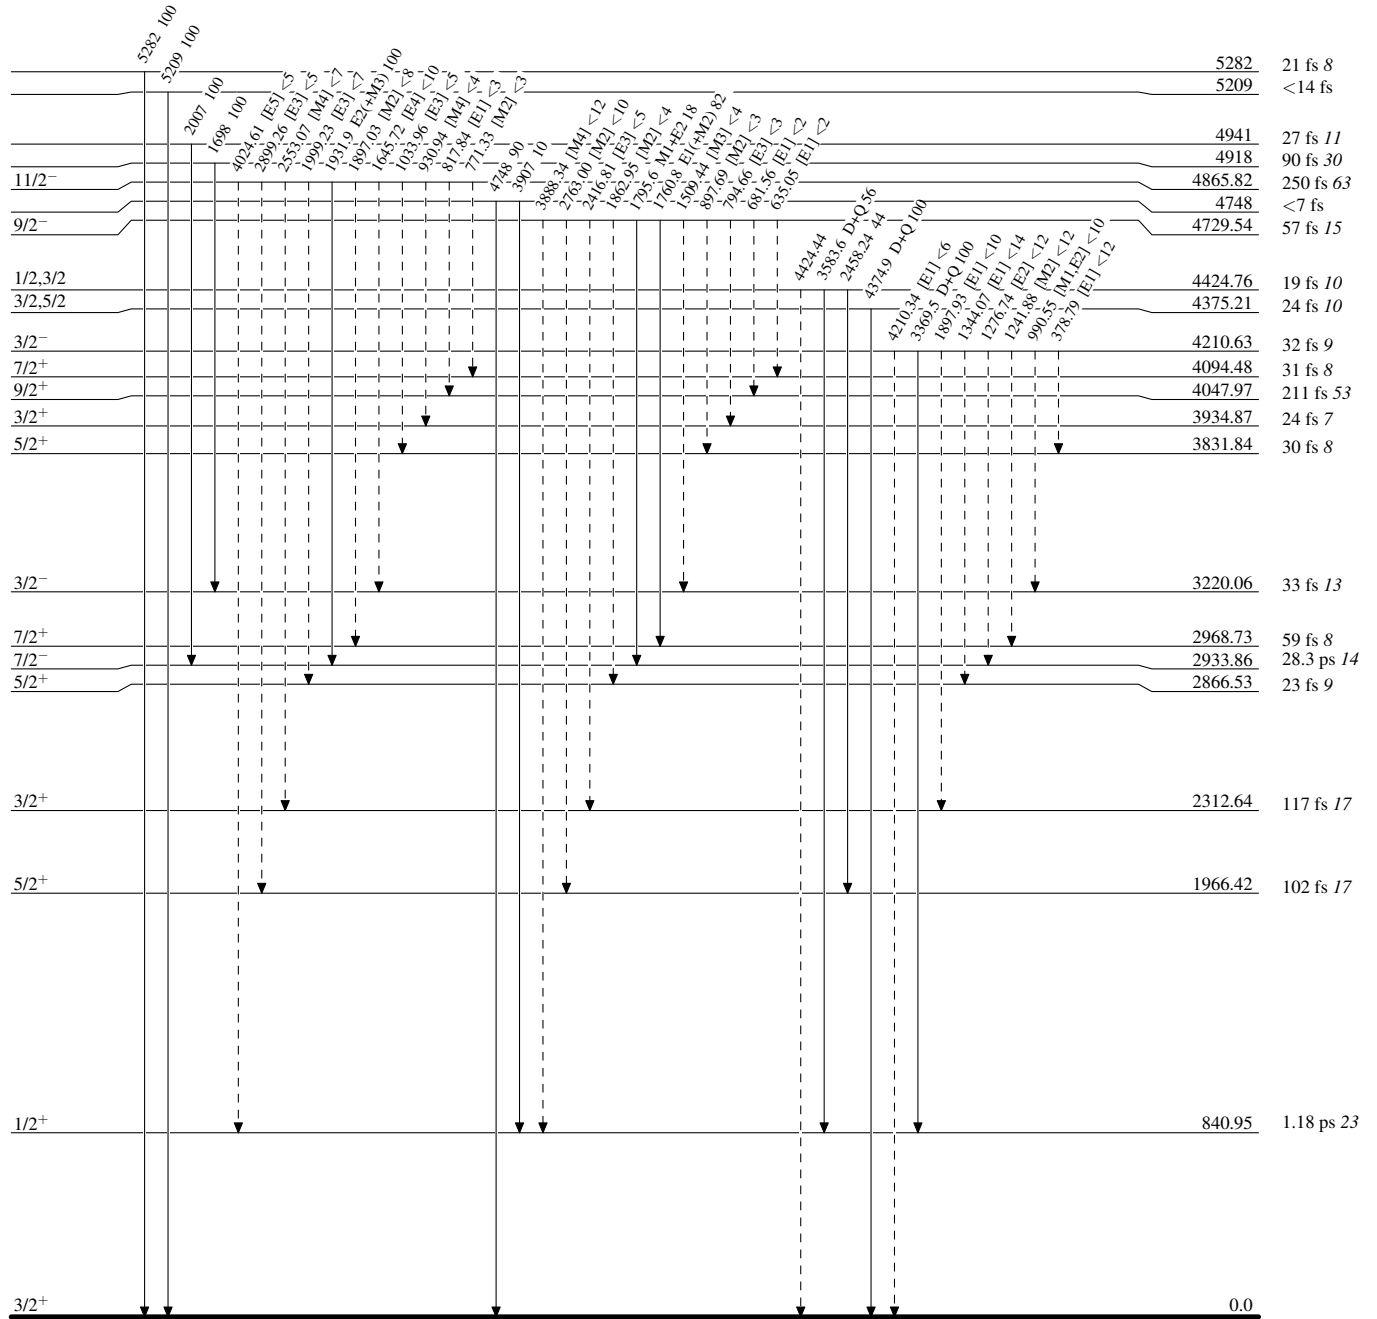 5282 100
5209 100
2007 100
1698 100
4024.61 [E5] <5
2899.26 [E3] <5
2553.07 [M4] <7
1999.23 [E3] <7
1931.9 E2(+M3) 100
1897.03 [M2] <8
1645.72 [E4] <10
1033.96 [E3] <5
930.94 [M4] <4
817.84 [E1] <3
771.33 [M2] <3
4748 90
3907 10
3888.34 [M4] <12
2763.00 [M2] <10
2416.81 [E3] <5
1862.95 [M2] <4
1795.6 M1+E2 18
1760.8 E1(+M2) 82
1509.44 [M3] <4
897.69 [M2] <3
794.66 [E3] <3
681.56 [E1] <2
635.05 [E1] <2
4424.44
3583.6 D+Q 56
2458.24 44
4374.9 D+Q 100
4210.34 [E1] <6
3369.5 D+Q 100
1897.93 [E1] <10
1344.07 [E1] <14
1276.74 [E2] <12
1241.88 [M2] <12
990.55 [M1,E2] <10
378.79 [E1] <12
5282 21 fs 8
5209 <14 fs
4941 27 fs 11
4918 90 fs 30
11/2− 4865.82 250 fs 63
4748 <7 fs
9/2− 4729.54 57 fs 15
1/2,3/2 4424.76 19 fs 10
3/2,5/2 4375.21 24 fs 10
3/2− 4210.63 32 fs 9
7/2+ 4094.48 31 fs 8
9/2+ 4047.97 211 fs 53
3/2+ 3934.87 24 fs 7
5/2+ 3831.84 30 fs 8
3/2− 3220.06 33 fs 13
7/2+ 2968.73 59 fs 8
7/2− 2933.86 28.3 ps 14
5/2+ 2866.53 23 fs 9
3/2+ 2312.64 117 fs 17
5/2+ 1966.42 102 fs 17
1/2+ 840.95 1.18 ps 23
3/2+ 0.0